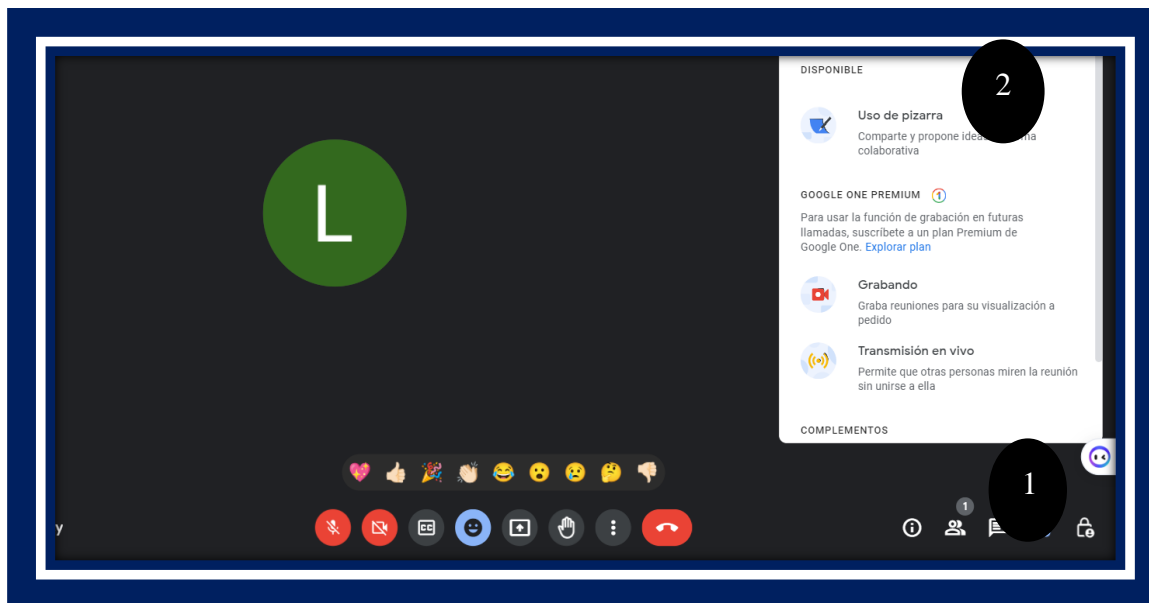 DISPONIBLE
2
Uso de pizarra
Comparte y propone
colaborativa
GOOGLE ONE PREMIUM 1
Para usar la función de grabación en futuras
llamadas, suscríbete a un plan Premium de
Google One. Explorar plan
Grabando
Graba reuniones para su visualización a
pedido
Transmisión en vivo
Permite que otras personas miren la reunión
sin unirse a ella
COMPLEMENTOS
L
1
1
y
CC